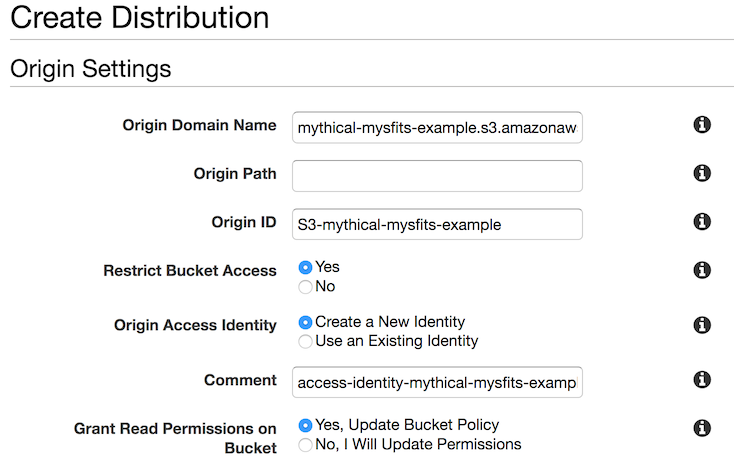 Create Distribution
Origin Settings
Origin Domain Name mythical-mysfits-example.s3.amazonaw
Origin Path
Origin ID S3-mythical-mysfits-example
Restrict Bucket Access Yes
No
Origin Access Identity Create a New Identity
Use an Existing Identity
Comment access-identity-mythical-mysfits-examp
Grant Read Permissions on Yes, Update Bucket Policy
Bucket No, I Will Update Permissions